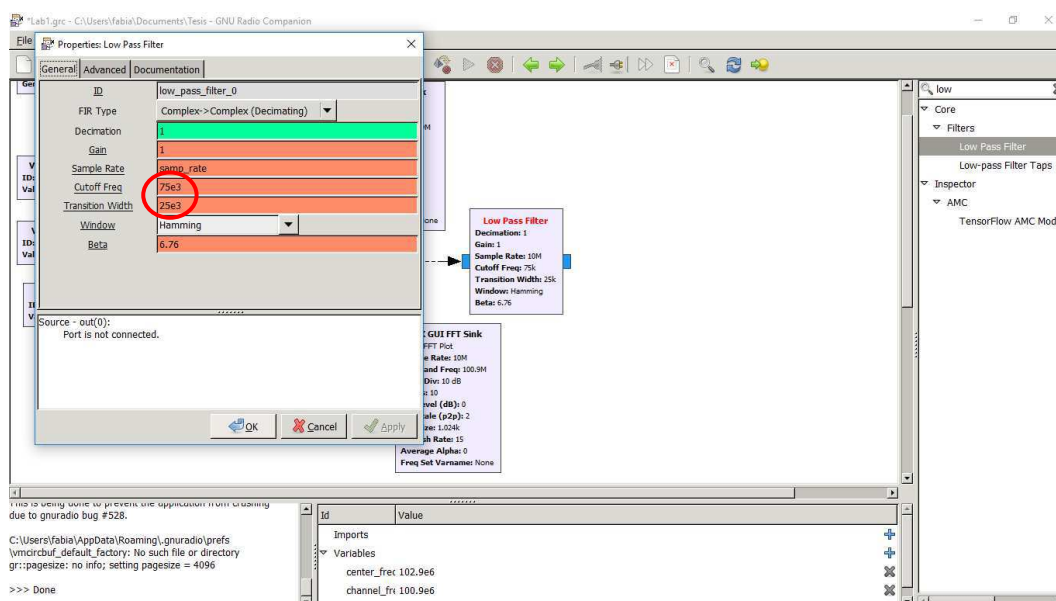 *Lab1.grc - C:\Users\fabia\Documents\Tesis - GNU Radio Companion
File
Properties: Low Pass Filter
General Advanced Documentation
ID low_pass_filter_0
FIR Type Complex->Complex (Decimating)
Decimation 1
Gain 1
Sample Rate samp_rate
Cutoff Freq 75e3
Transition Width 25e3
Window Hamming
Beta 6.76
Source - out(0):
Port is not connected.
OK Cancel Apply
Low Pass Filter
Decimation: 1
Gain: 1
Sample Rate: 10M
Cutoff Freq: 75k
Transition Width: 25k
Window: Hamming
Beta: 6.76
GUI FFT Sink
FFT Plot
Rate: 10M
and Freq: 100.9M
Div: 10 dB
: 10
(dB): 0
(p2p): 2
: 1.024k
Rate: 15
Average Alpha: 0
Freq Set Varname: None
low
Core
Filters
Low Pass Filter
Low-pass Filter Taps
Inspector
AMC
TensorFlow AMC Mod
This is being done to prevent the application from crashing
due to gnuradio bug #528.
C:\Users\fabia\AppData\Roaming\.gnuradio\prefs
\vmcircbuf_default_factory: No such file or directory
gr::pagesize: no info; setting pagesize = 4096
>>> Done
Id Value
Imports
Variables
center_frec 102.9e6
channel_fre 100.9e6